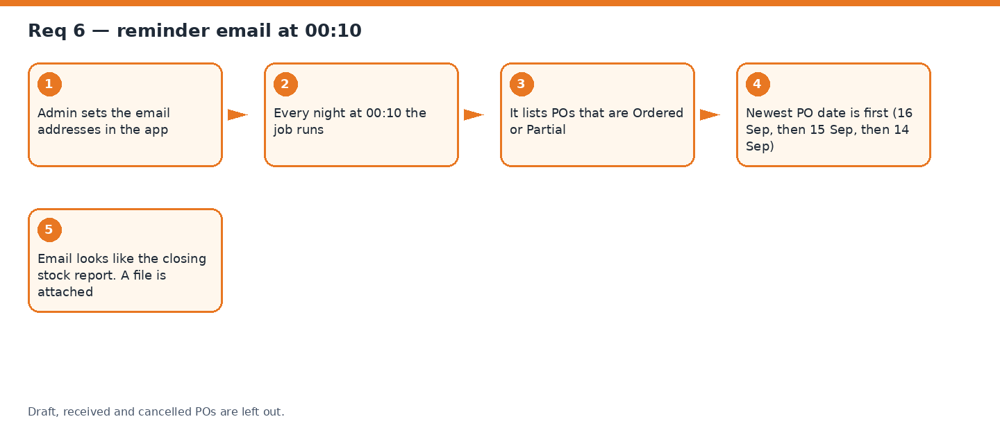 Req 6 — reminder email at 00:10
1
Admin sets the email
addresses in the app
2
Every night at 00:10 the
job runs
3
It lists POs that are Ordered
or Partial
4
Newest PO date is first (16
Sep, then 15 Sep, then 14
Sep)
5
Email looks like the closing
stock report. A file is
attached
Draft, received and cancelled POs are left out.